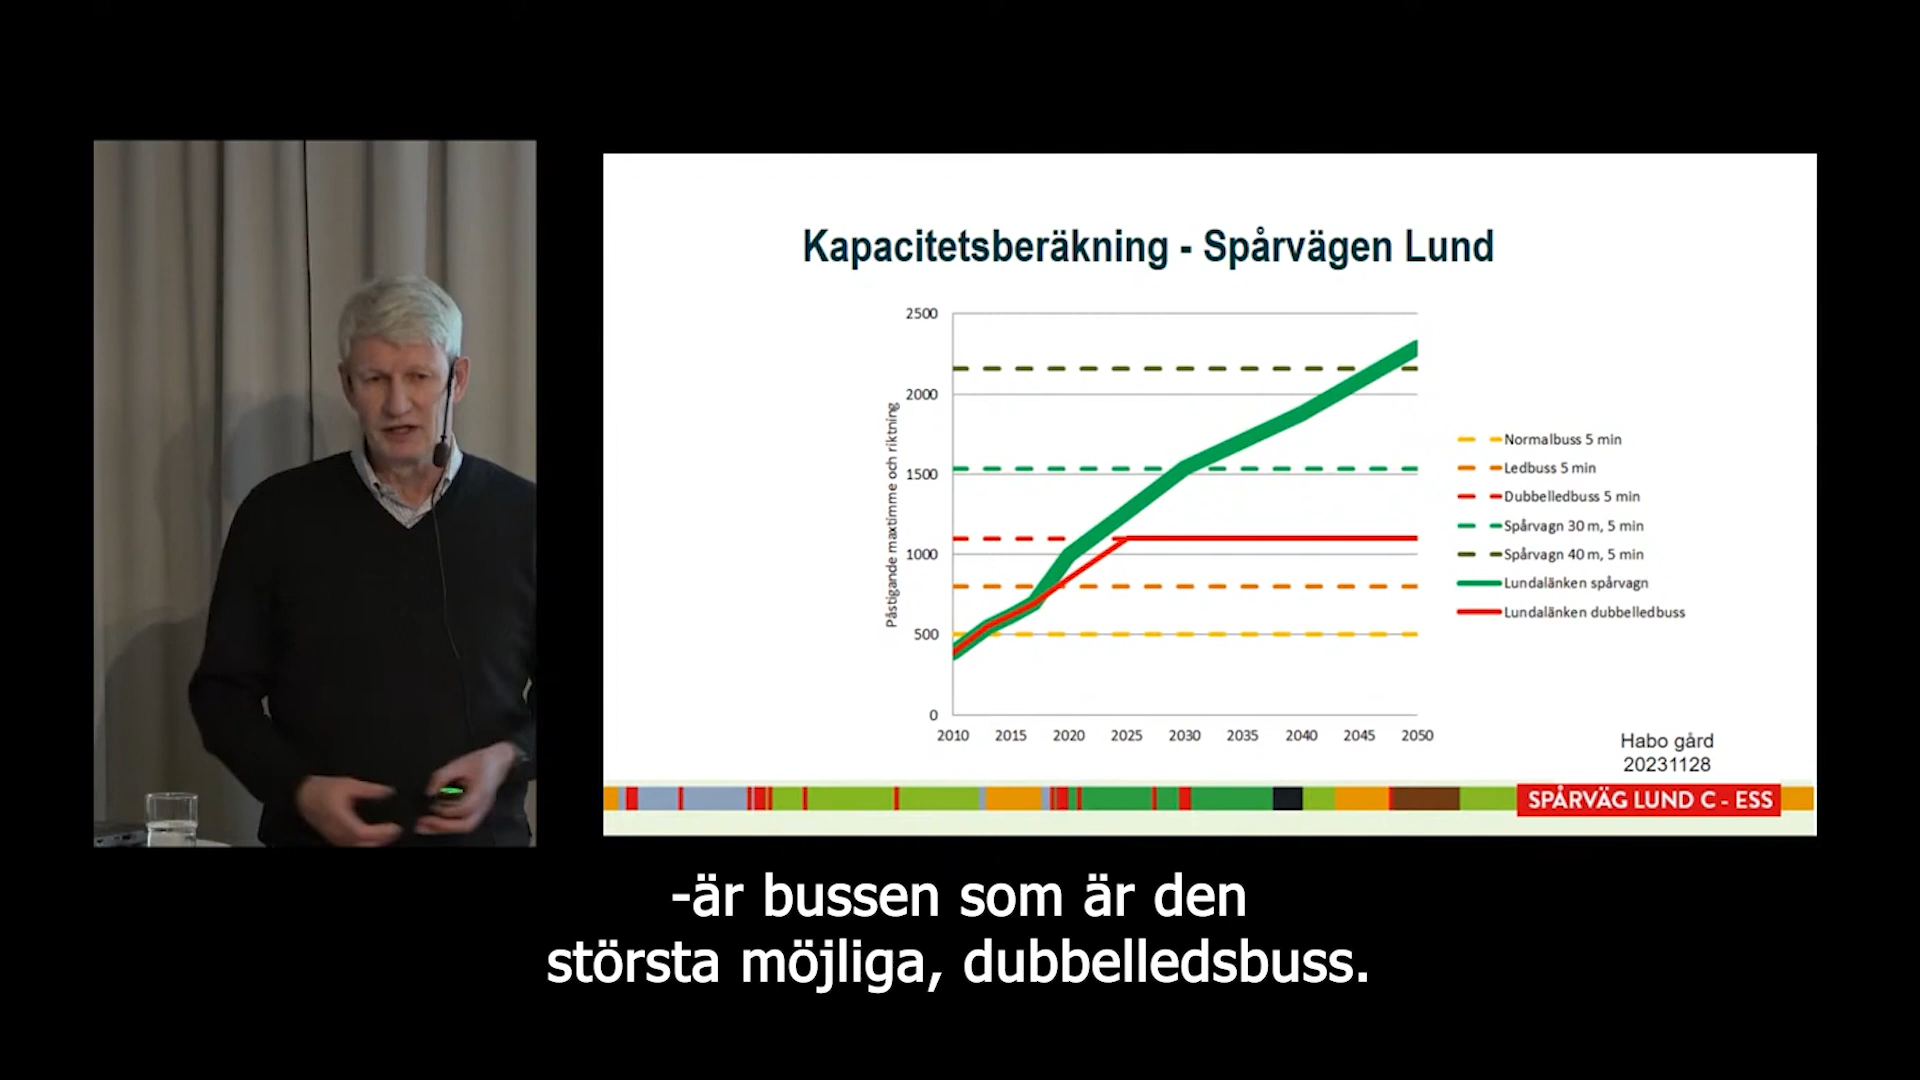 Kapacitetsberäkning - Spårvägen Lund
Påstigande maxtimme och riktning
2500
2000
1500
1000
500
0
2010 2015 2020 2025 2030 2035 2040 2045 2050
Normalbuss 5 min
Ledbuss 5 min
Dubbelledbuss 5 min
Spårvagn 30 m, 5 min
Spårvagn 40 m, 5 min
Lundalänken spårvagn
Lundalänken dubbelledbuss
Habo gård
20231128
SPÅRVÄG LUND C - ESS
-är bussen som är den
största möjliga, dubbelledsbuss.